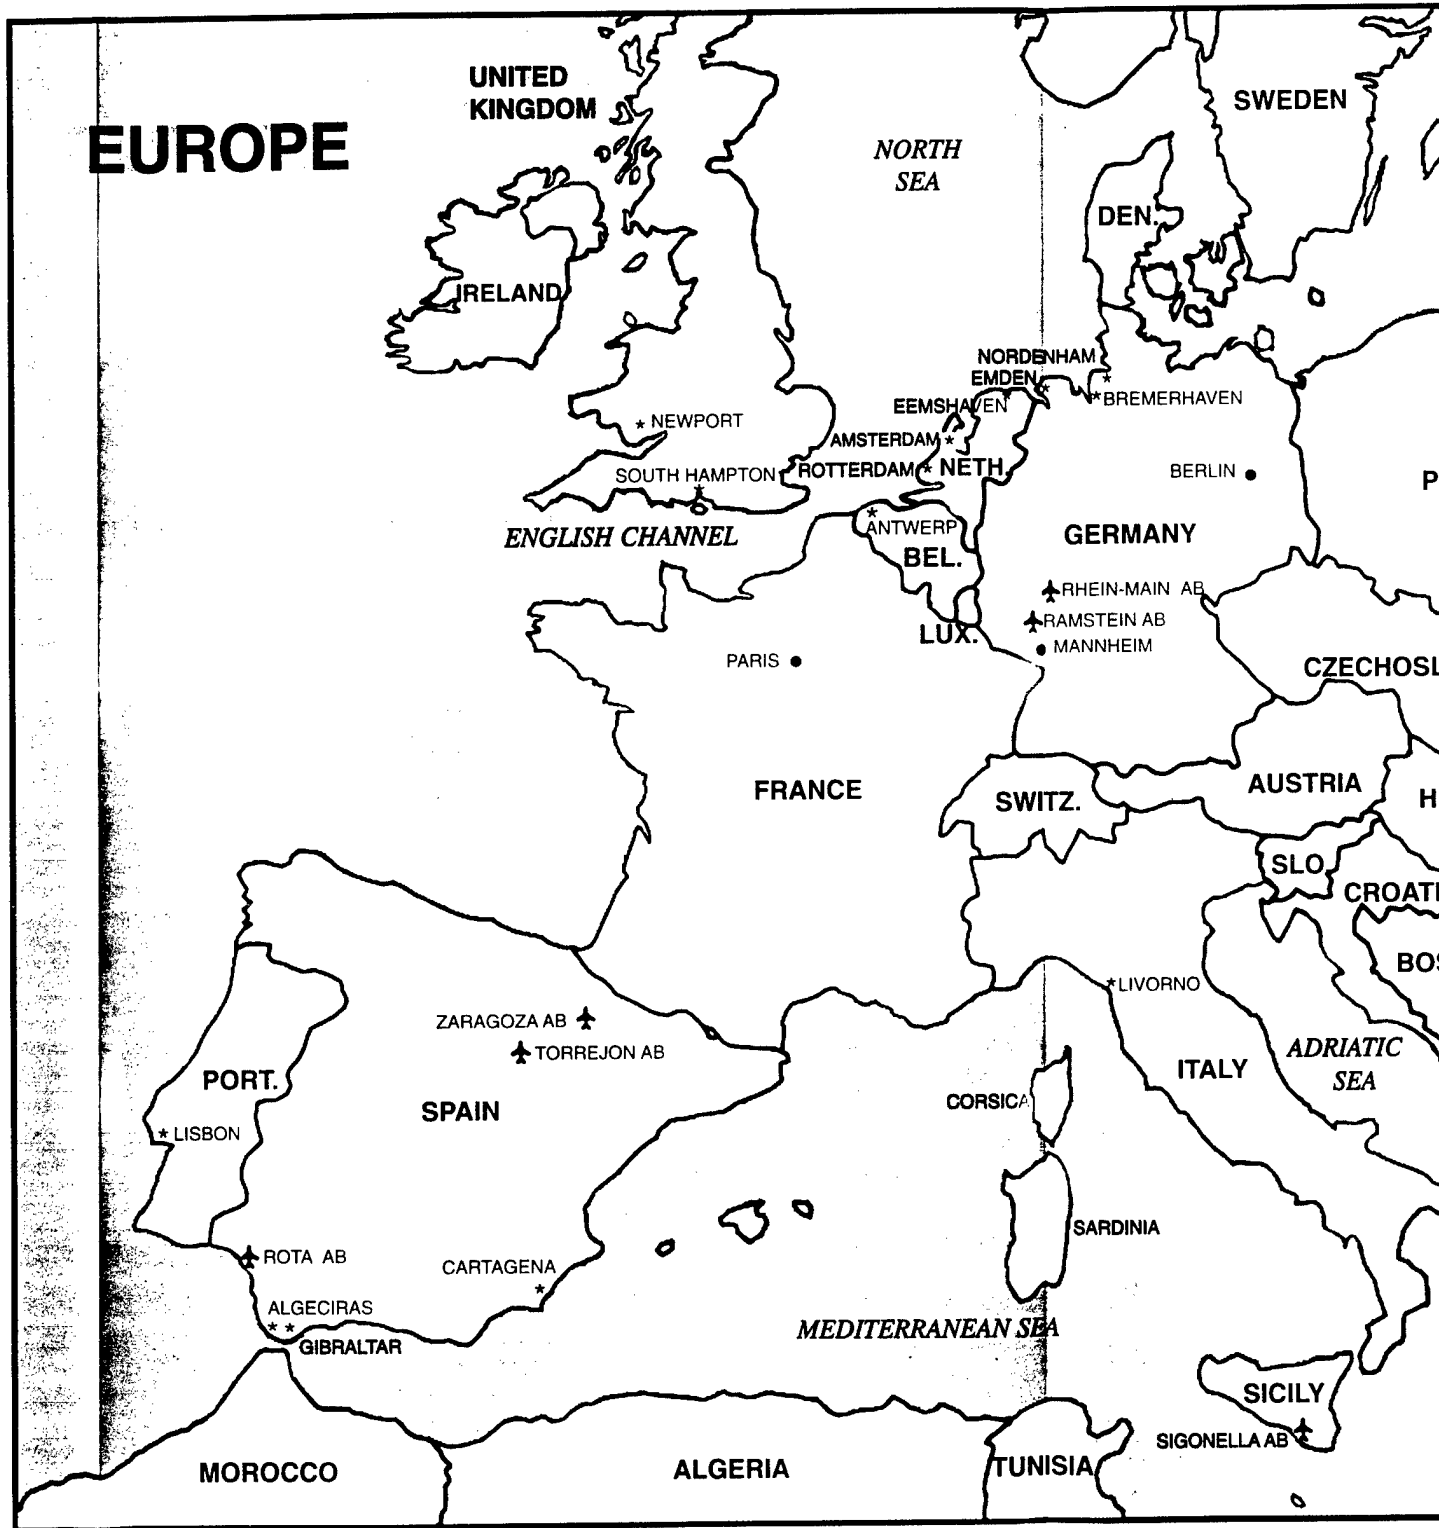 UNITED
KINGDOM
EUROPE
SWEDEN
NORTH
SEA
DEN.
IRELAND
NORDENHAM
EMDEN
EEMSHAVEN
BREMERHAVEN
NEWPORT
AMSTERDAM
ROTTERDAM
NETH.
SOUTH HAMPTON
BERLIN
P
ENGLISH CHANNEL
ANTWERP
BEL.
GERMANY
RHEIN-MAIN AB
RAMSTEIN AB
LUX.
MANNHEIM
PARIS
CZECHOSL
FRANCE
SWITZ.
AUSTRIA
H
SLO
CROATI
BOS
LIVORNO
ZARAGOZA AB
TORREJON AB
ADRIATIC
SEA
ITALY
PORT.
SPAIN
CORSICA
LISBON
SARDINIA
ROTA AB
CARTAGENA
ALGECIRAS
GIBRALTAR
MEDITERRANEAN SEA
SICILY
SIGONELLA AB
MOROCCO
ALGERIA
TUNISIA